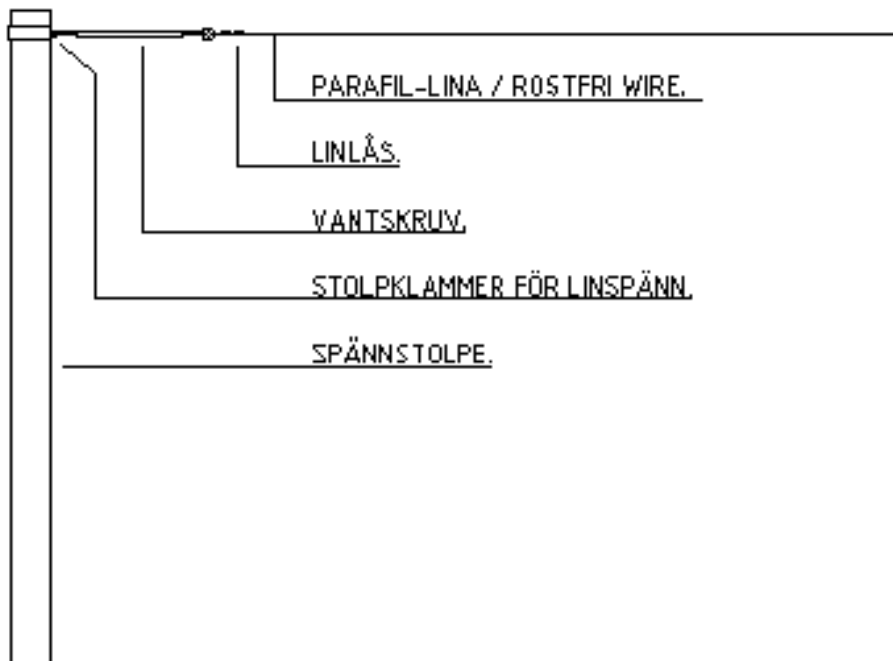 PARAFIL-LINA / ROSTFRI WIRE.
LINLÅS.
VANTSKRUV.
STOLPKLAMMER FÖR LINSPÄNN.
SPÄNNSTOLPE.